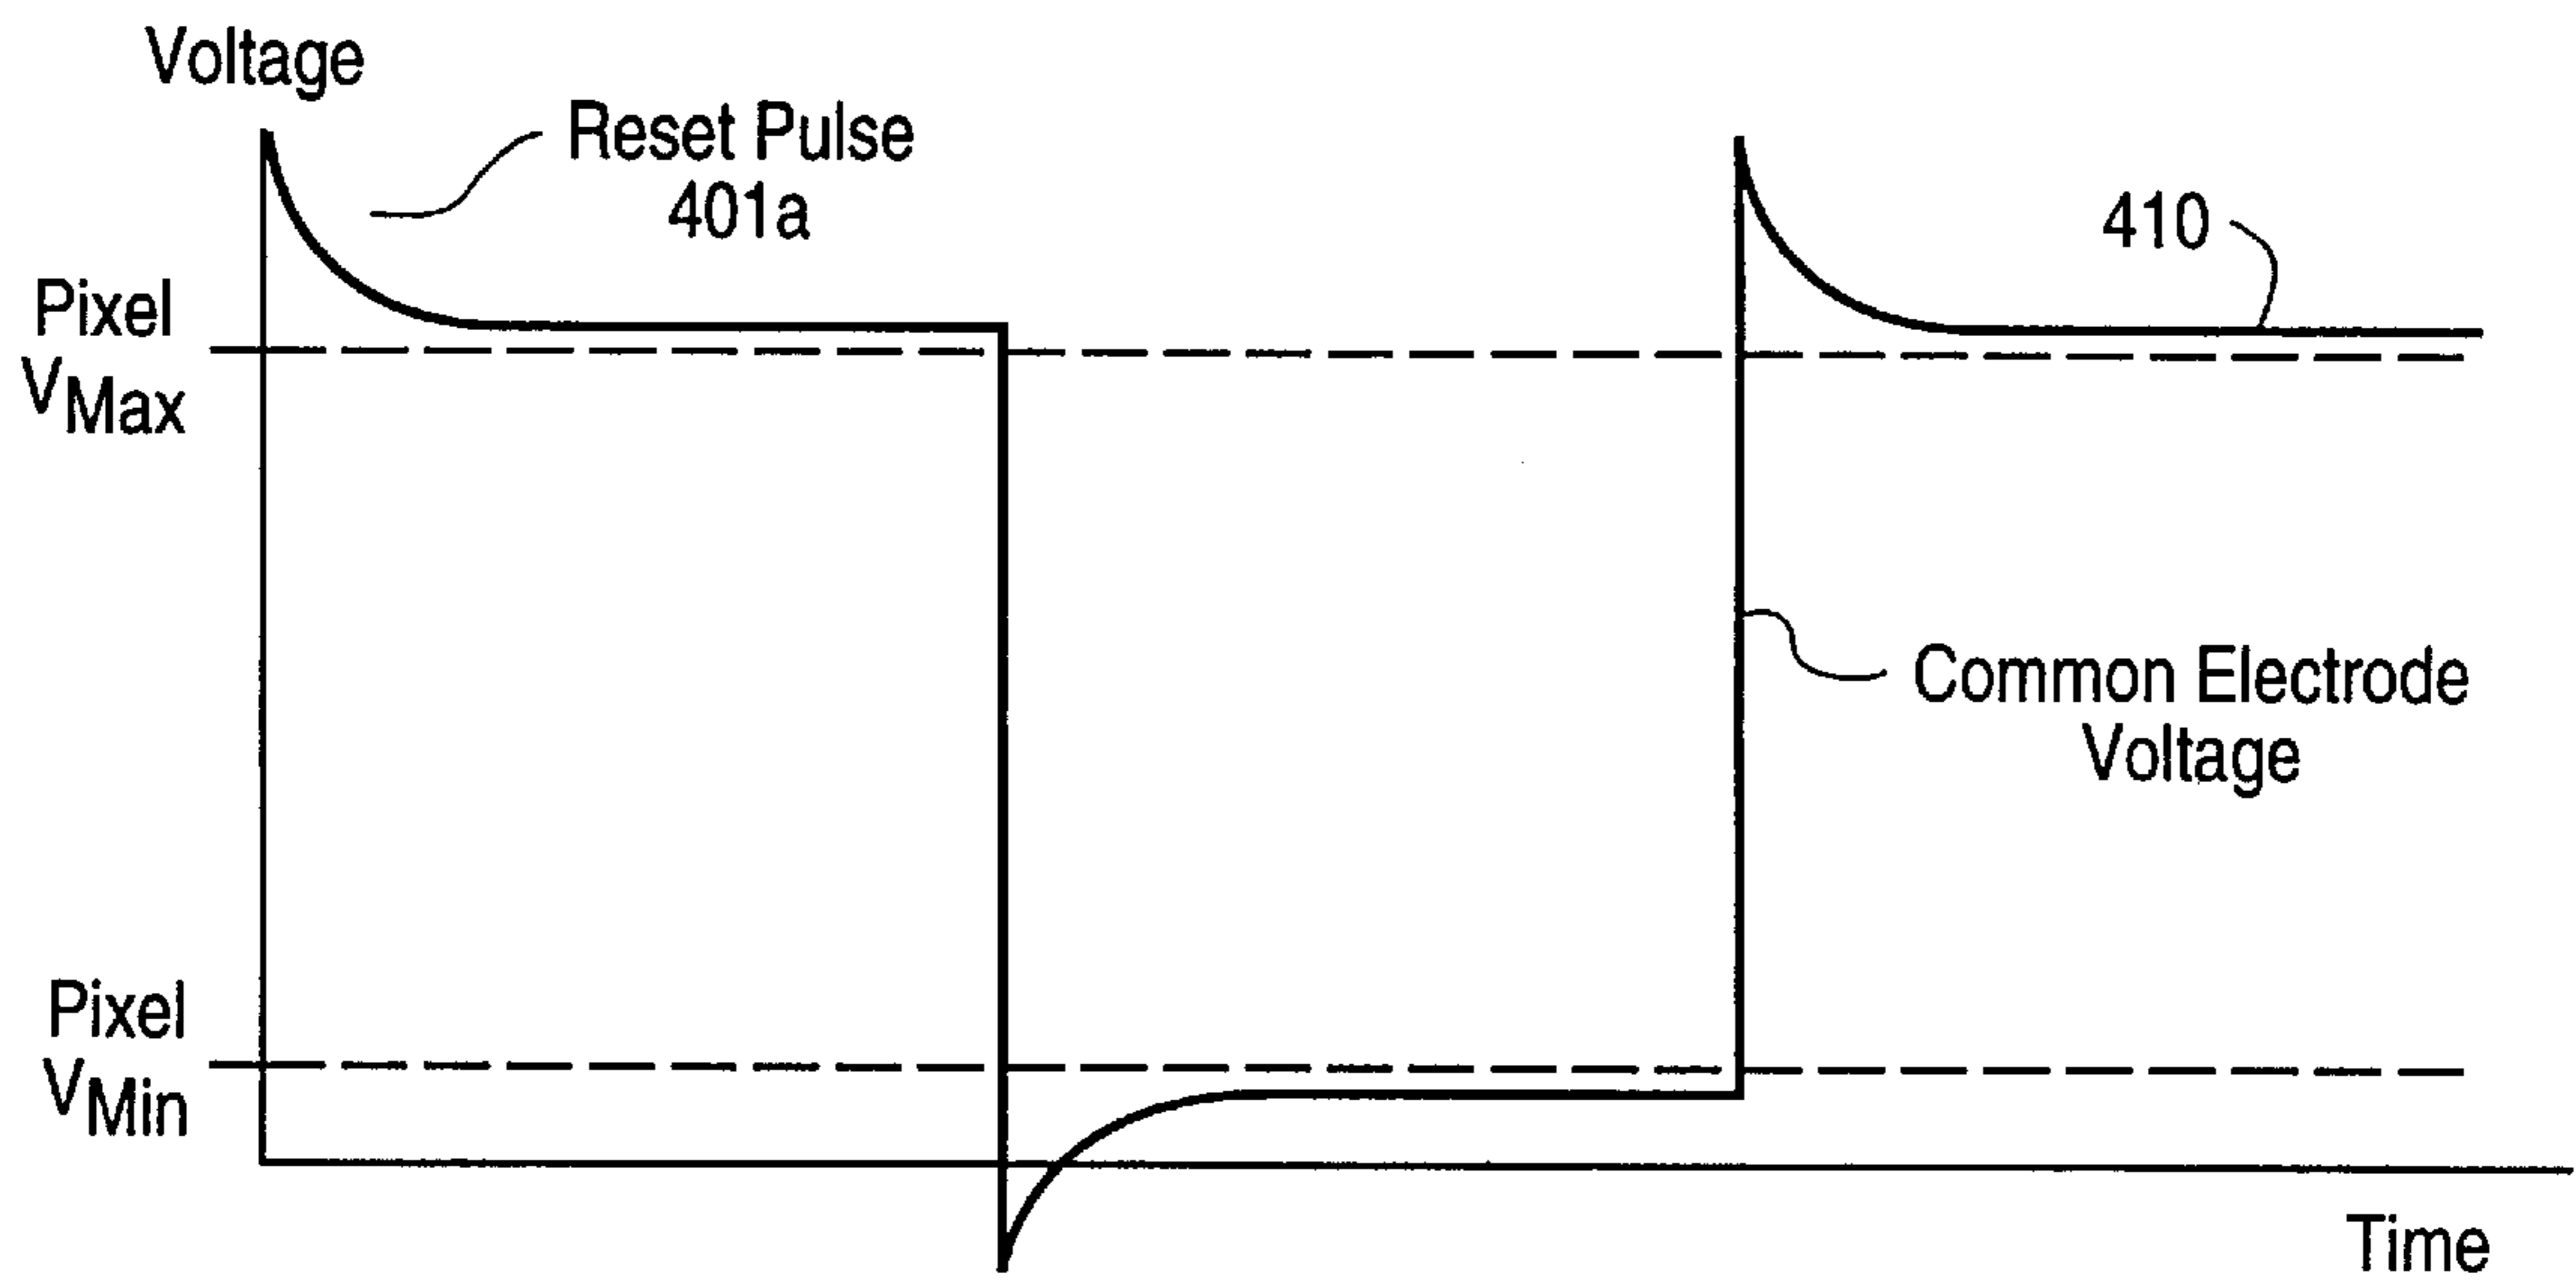 Voltage
Reset Pulse
401a
410
Pixel
VMax
Common Electrode
Voltage
Pixel
VMin
Time